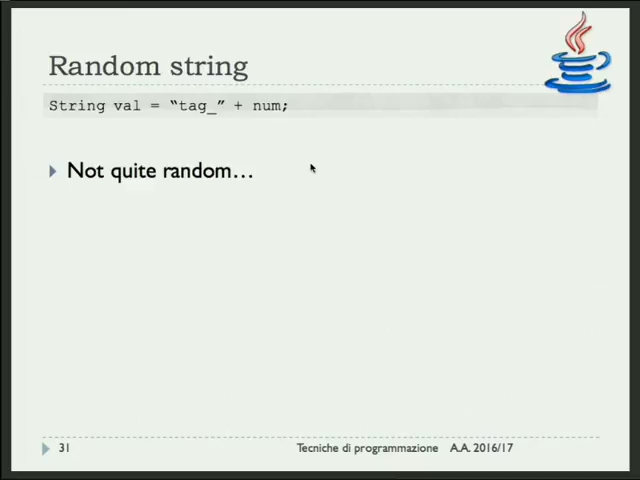 Random string
String val = “tag_” + num;
Not quite random…
31
Tecniche di programmazione A.A. 2016/17